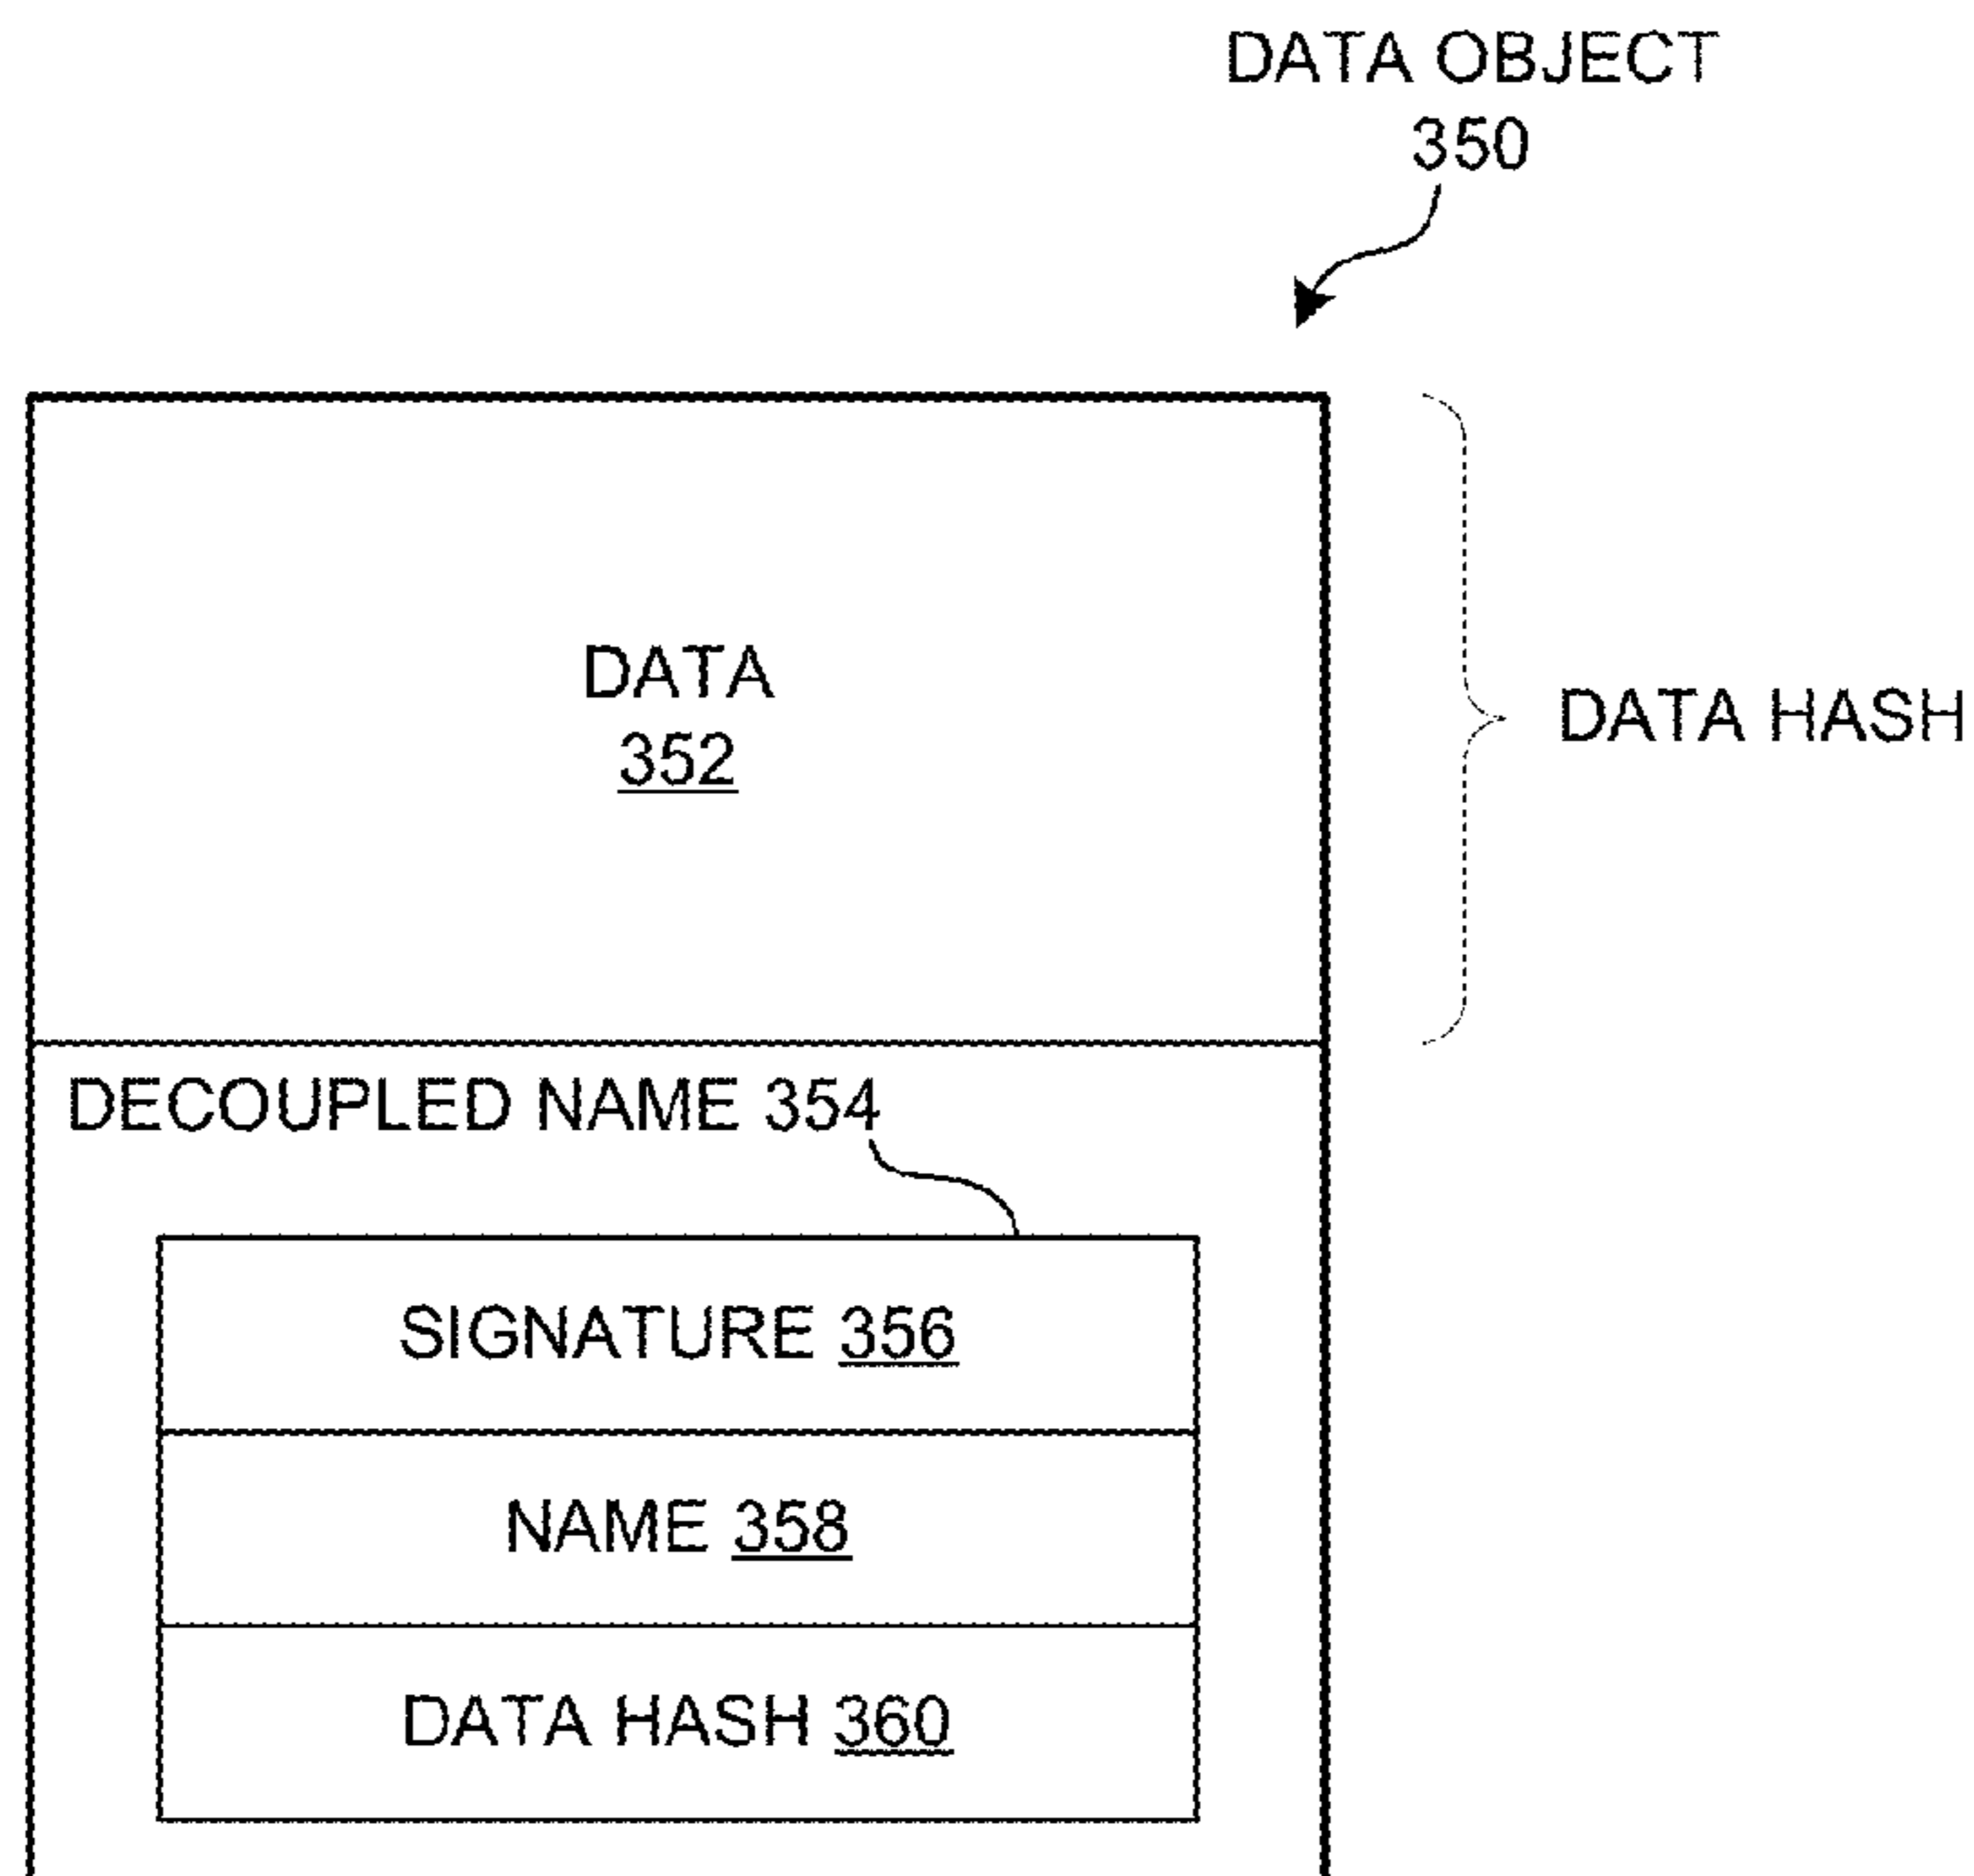 DATA OBJECT
350
DATA
352
DATA HASH
DECOUPLED NAME 354
SIGNATURE 356
NAME 358
DATA HASH 360